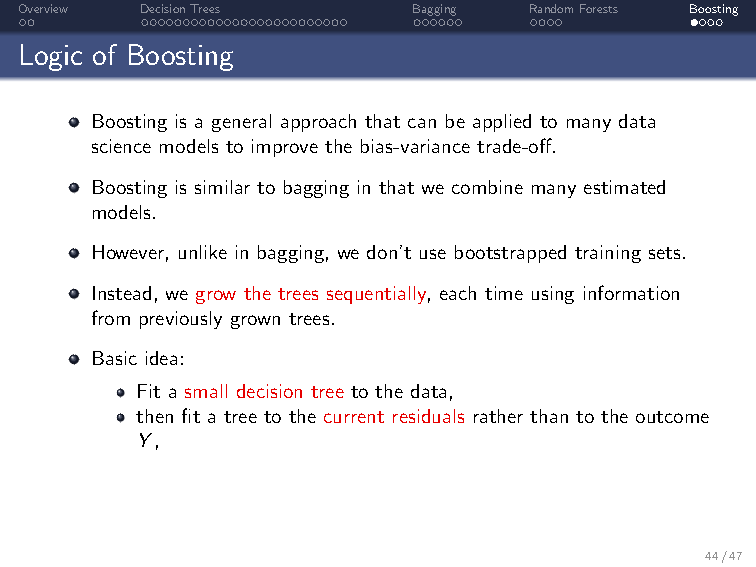 Overview
Decision Trees
Bagging
Random Forests
Boosting
Logic of Boosting
Boosting is a general approach that can be applied to many data
science models to improve the bias-variance trade-off.
Boosting is similar to bagging in that we combine many estimated
models.
However, unlike in bagging, we don't use bootstrapped training sets.
Instead, we grow the trees sequentially, each time using information
from previously grown trees.
Basic idea:
Fit a small decision tree to the data,
then fit a tree to the current residuals rather than to the outcome
Y,
44 / 47